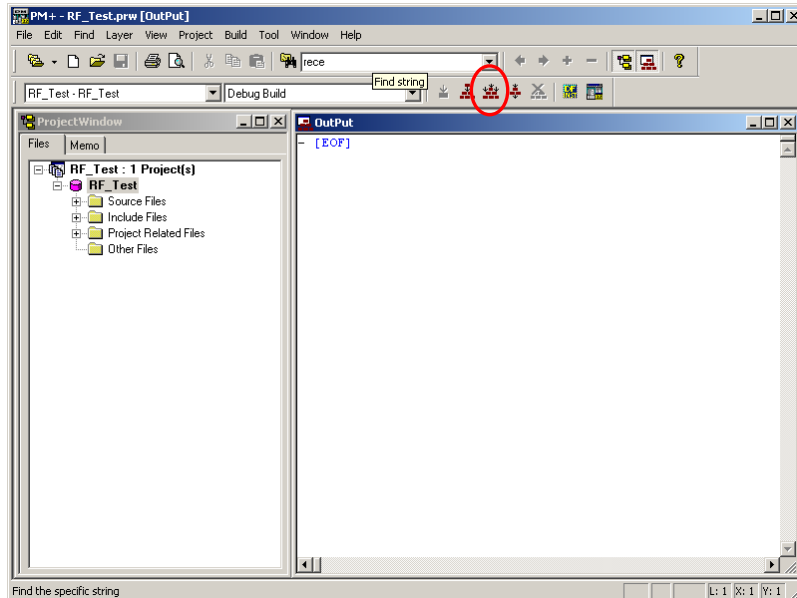 PM+ - RF_Test.prw [OutPut]
File Edit Find Layer View Project Build Tool Window Help
rece
Find string
RF_Test - RF_Test Debug Build
ProjectWindow
OutPut
Files Memo
[EOF]
RF_Test : 1 Project(s)
RF_Test
Source Files
Include Files
Project Related Files
Other Files
Find the specific string
L: 1 X: 1 Y: 1